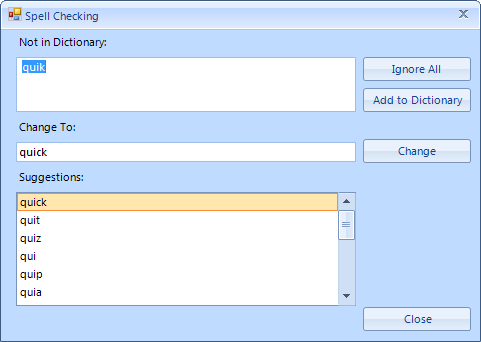 Spell Checking
Not in Dictionary:
quik
Ignore All
Add to Dictionary
Change To:
quick
Change
Suggestions:
quick
quit
quiz
qui
quip
quia
Close